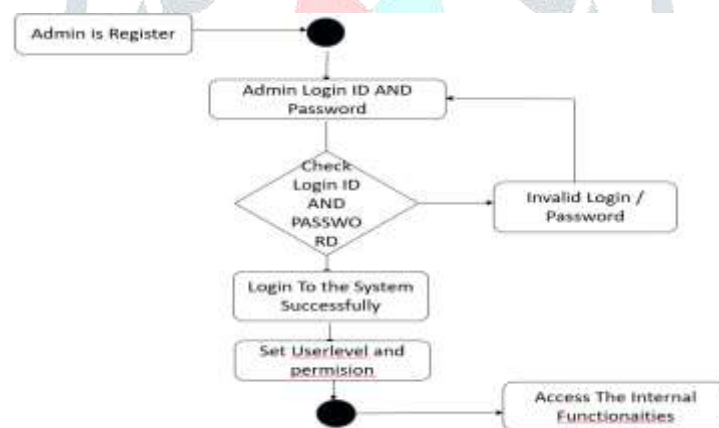 Admin is Register
Admin Login ID AND
Password
Check
Login ID
AND
PASSWO
RD
Invalid Login /
Password
Login To the System
Successfully
Set Userlevel and
permision
Access The Internal
Functionaities